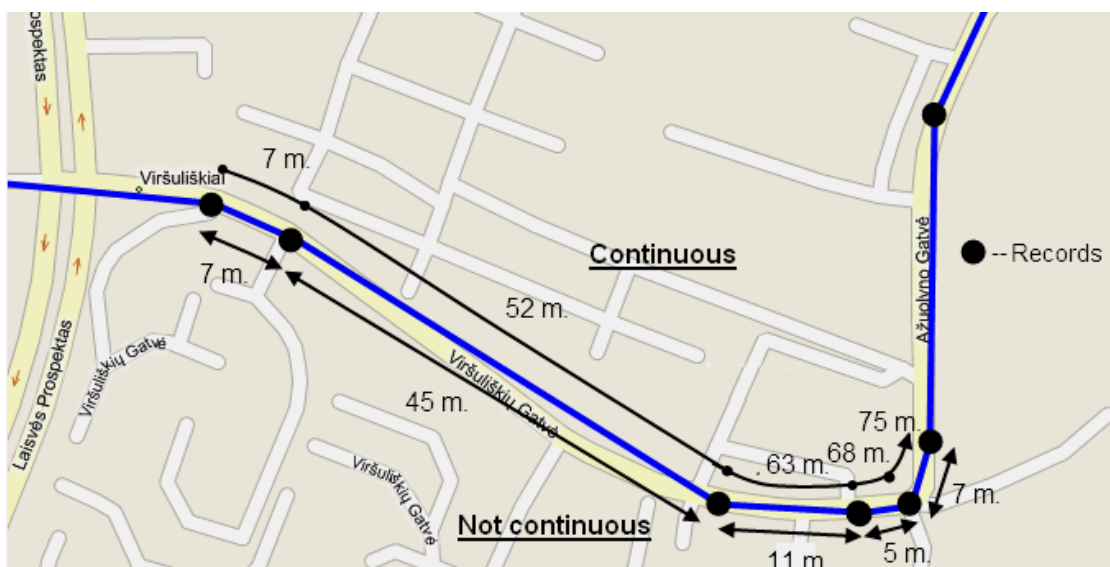 Prospektas
Viršuliškiai
7 m.
7 m.
Continuous
-- Records
52 m.
45 m.
Viršuliškių Gatvė
Ažuolyno Gatvė
Viršuliškių Gatvė
Laisvės Prospektas
Viršuliškių Gatvė
75 m.
68 m.
63 m.
7 m.
Not continuous
11 m.
5 m.